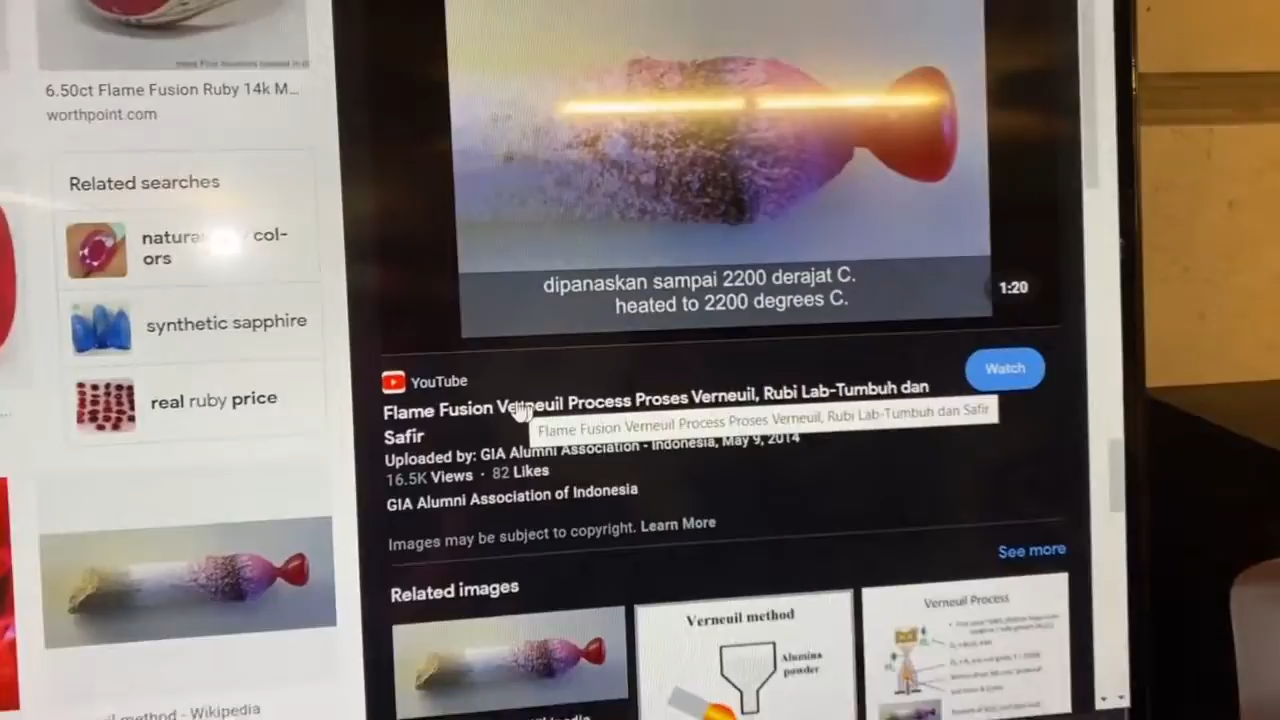 6.50ct Flame Fusion Ruby 14k M...
worthpoint.com
Related searches
natura
col-
ors
synthetic sapphire
real ruby price
method - Wikipedia
dipanaskan sampai 2200 derajat C.
heated to 2200 degrees C.
1:20
YouTube
Watch
Flame Fusion Verneuil Process Proses Verneuil, Rubi Lab-Tumbuh dan
Safir
Flame Fusion Verneuil Process Proses Verneuil, Rubi Lab-Tumbuh dan Safir
Uploaded by: GIA Alumni Association - Indonesia, May 9, 2014
16.5K Views · 82 Likes
GIA Alumni Association of Indonesia
Images may be subject to copyright. Learn More
See more
Related images
Verneuil method
Alumina
powder
Verneuil Process